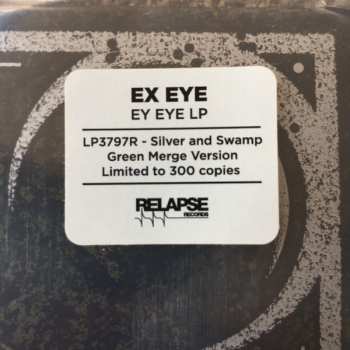 EX EYE
EY EYE LP
LP3797R - Silver and Swamp
Green Merge Version
Limited to 300 copies
RELAPSE
RECORDS